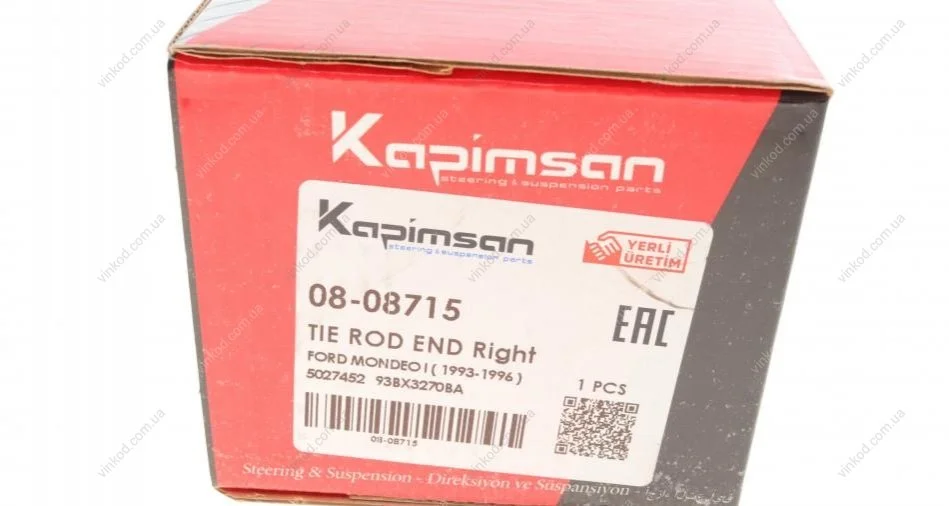 Kapimsan
steering & suspension parts
Kapimsan
steering & suspension parts
YERLİ
ÜRETİM
08-08715
TIE ROD END Right
FORD MONDEO I ( 1993-1996 )
5027452 93BX3270BA
EAC
1 PCS
08-08715
Steering & Suspension - Direksiyon ve Süspansiyon -
vinkod.com.ua